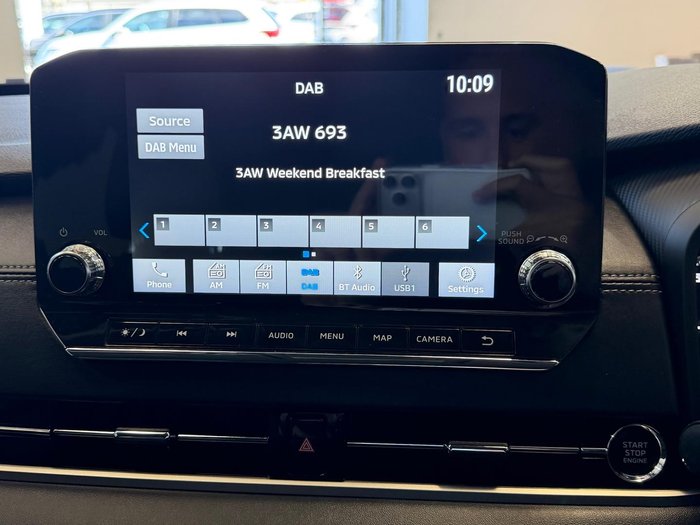 DAB
10:09
Source
DAB Menu
3AW 693
3AW Weekend Breakfast
1 2 3 4 5 6
VOL
PUSH
SOUND
Phone
AM
FM
DAB
DAB
BT Audio
USB1
Settings
AUDIO
MENU
MAP
CAMERA
START
STOP
ENGINE